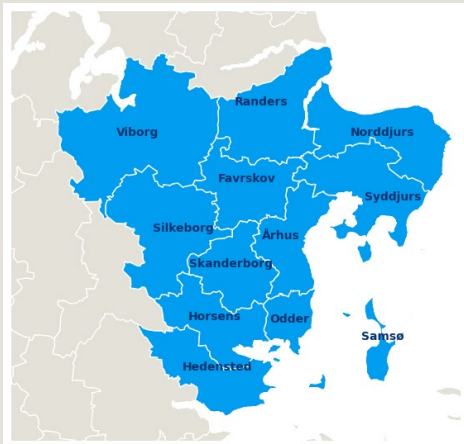 Randers
Viborg
Norddjurs
Favrskov
Syddjurs
Silkeborg
Århus
Skanderborg
Horsens
Odder
Samsø
Hedensted